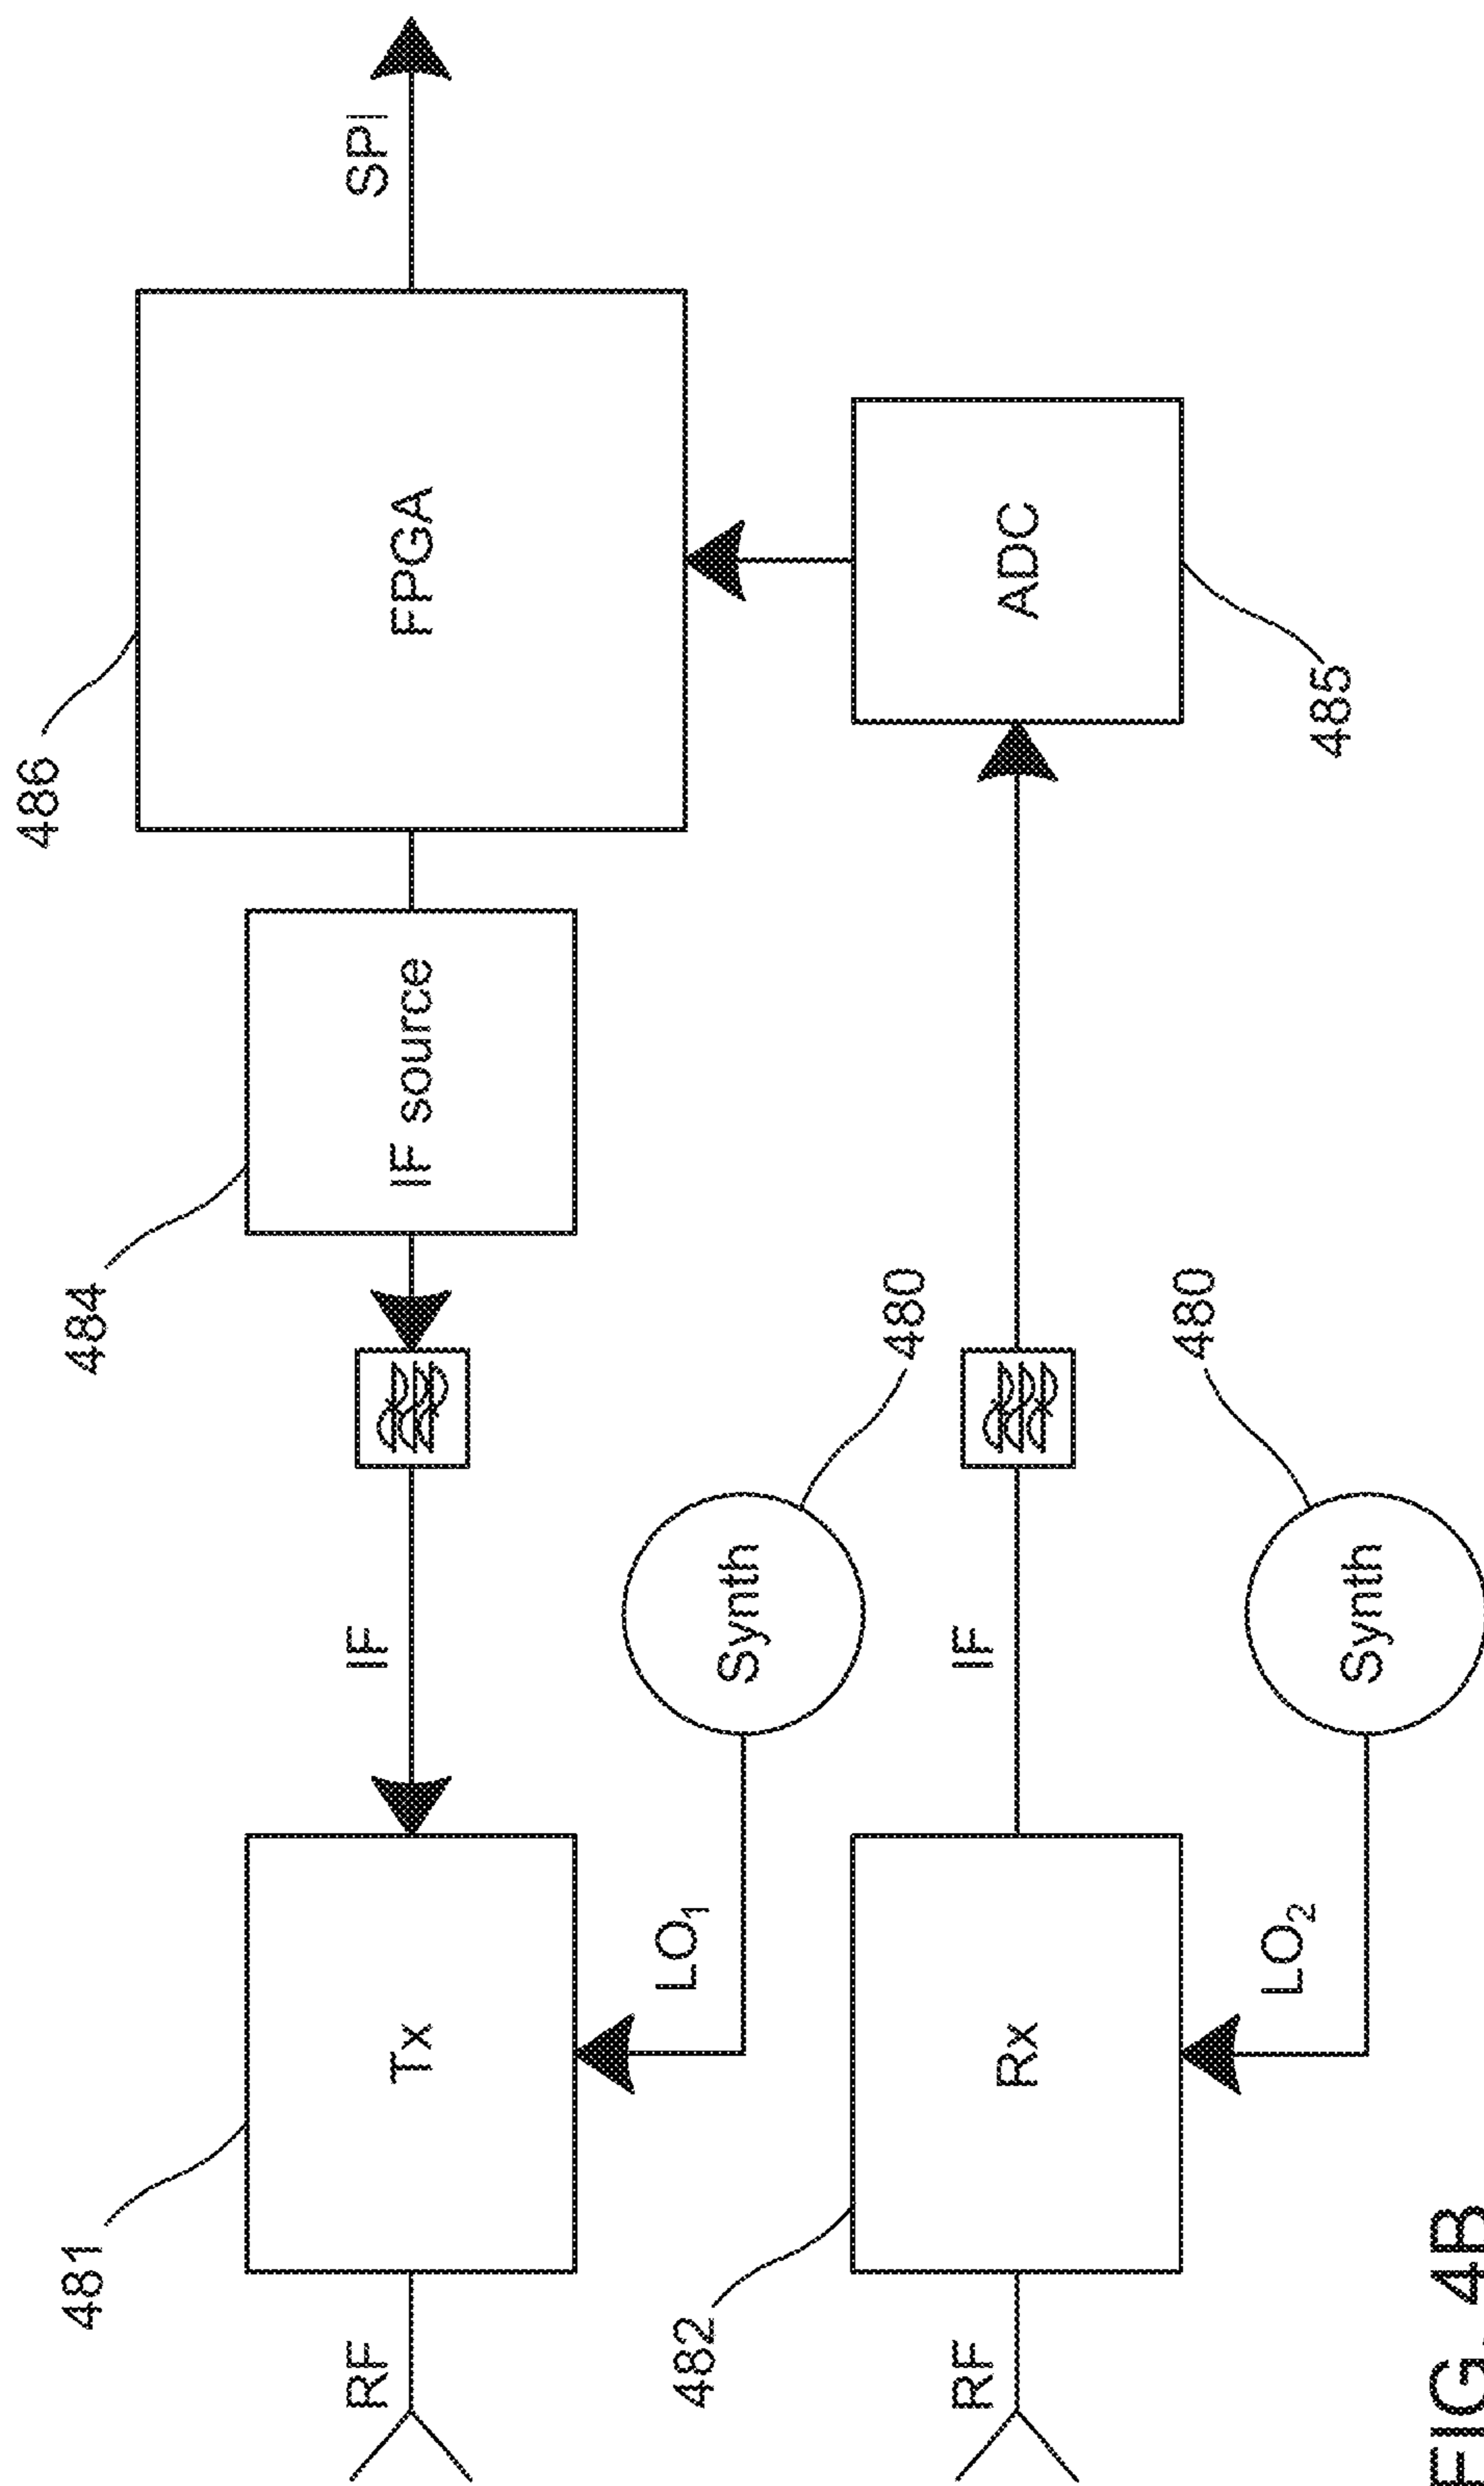 486
FPGA
SPI
484
IF source
IF
481
Tx
RF
LO₁
Synth
480
ADC
485
IF
482
Rx
RF
LO₂
Synth
480
FIG. 4B